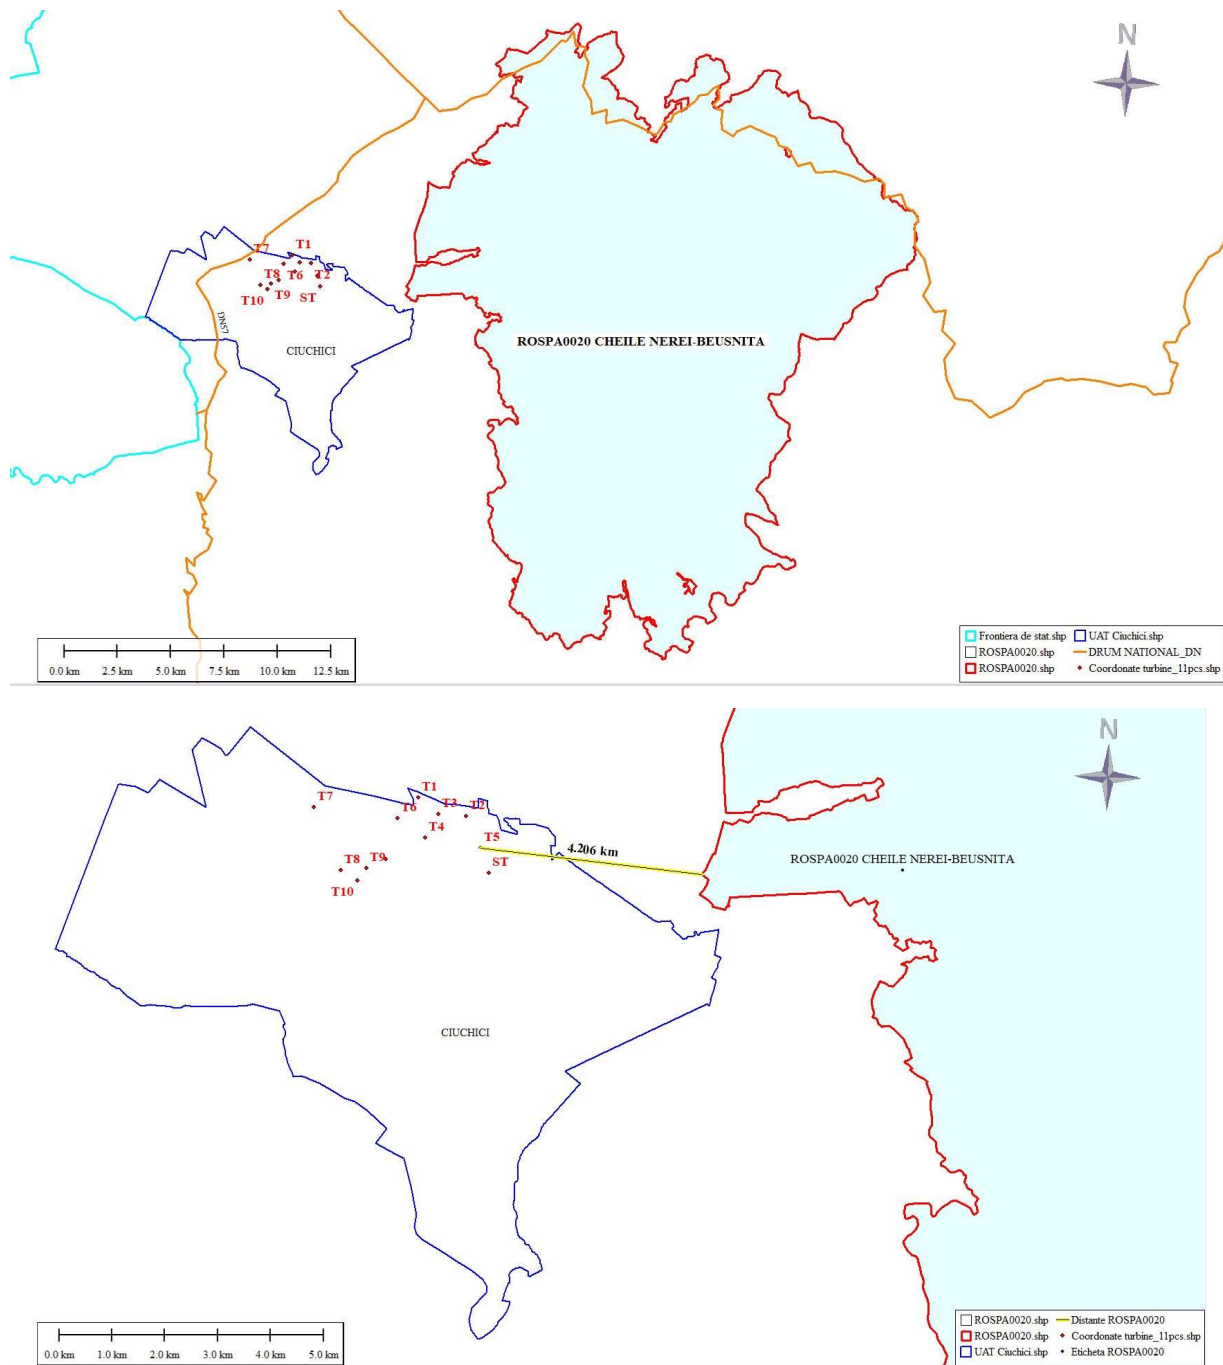 N
T7
T1
T8
T6
T2
T10
T9
ST
DN57
CIUCHICI
ROSPA0020 CHEILE NEREI-BEUSNITA
0.0 km 2.5 km 5.0 km 7.5 km 10.0 km 12.5 km
Frontiera de stat.shp UAT Ciuchici.shp
ROSPA0020.shp DRUM NATIONAL_DN
ROSPA0020.shp Coordonate turbine_11pcs.shp
N
T7
T1
T6
T3
T2
T4
T5
4.206 km
T8
T9
ST
T10
ROSPA0020 CHEILE NEREI-BEUSNITA
CIUCHICI
0.0 km 1.0 km 2.0 km 3.0 km 4.0 km 5.0 km
ROSPA0020.shp Distante ROSPA0020
ROSPA0020.shp Coordonate turbine_11pcs.shp
UAT Ciuchici.shp Eticheta ROSPA0020